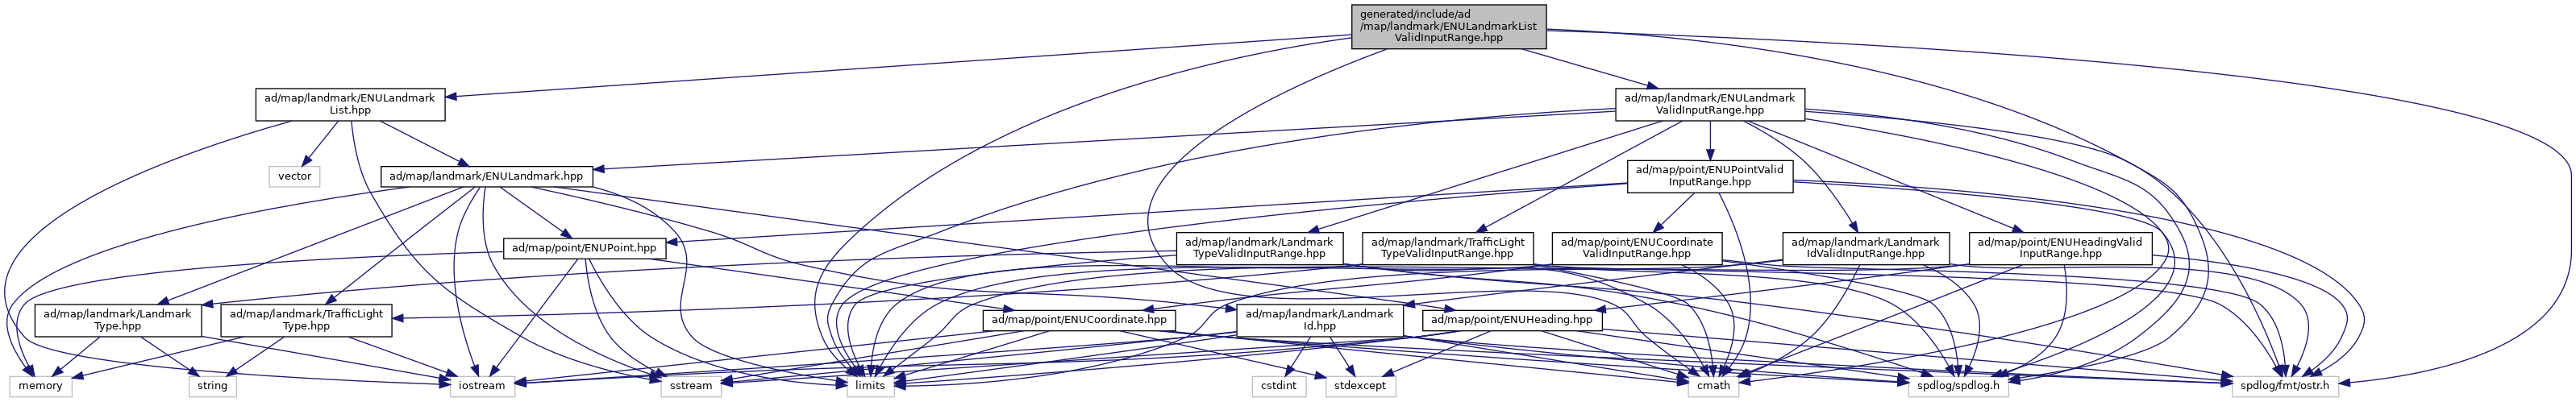 generated/include/ad
/map/landmark/ENULandmarkList
ValidInputRange.hpp
ad/map/landmark/ENULandmark
List.hpp
ad/map/landmark/ENULandmark
ValidInputRange.hpp
vector
ad/map/landmark/ENULandmark.hpp
ad/map/point/ENUPointValid
InputRange.hpp
ad/map/point/ENUPoint.hpp
ad/map/landmark/Landmark
TypeValidInputRange.hpp
ad/map/landmark/TrafficLight
TypeValidInputRange.hpp
ad/map/point/ENUCoordinate
ValidInputRange.hpp
ad/map/landmark/Landmark
IdValidInputRange.hpp
ad/map/point/ENUHeadingValid
InputRange.hpp
ad/map/landmark/Landmark
Type.hpp
ad/map/landmark/TrafficLight
Type.hpp
ad/map/point/ENUCoordinate.hpp
ad/map/landmark/Landmark
Id.hpp
ad/map/point/ENUHeading.hpp
memory
string
iostream
sstream
limits
cstdint
stdexcept
cmath
spdlog/spdlog.h
spdlog/fmt/ostr.h